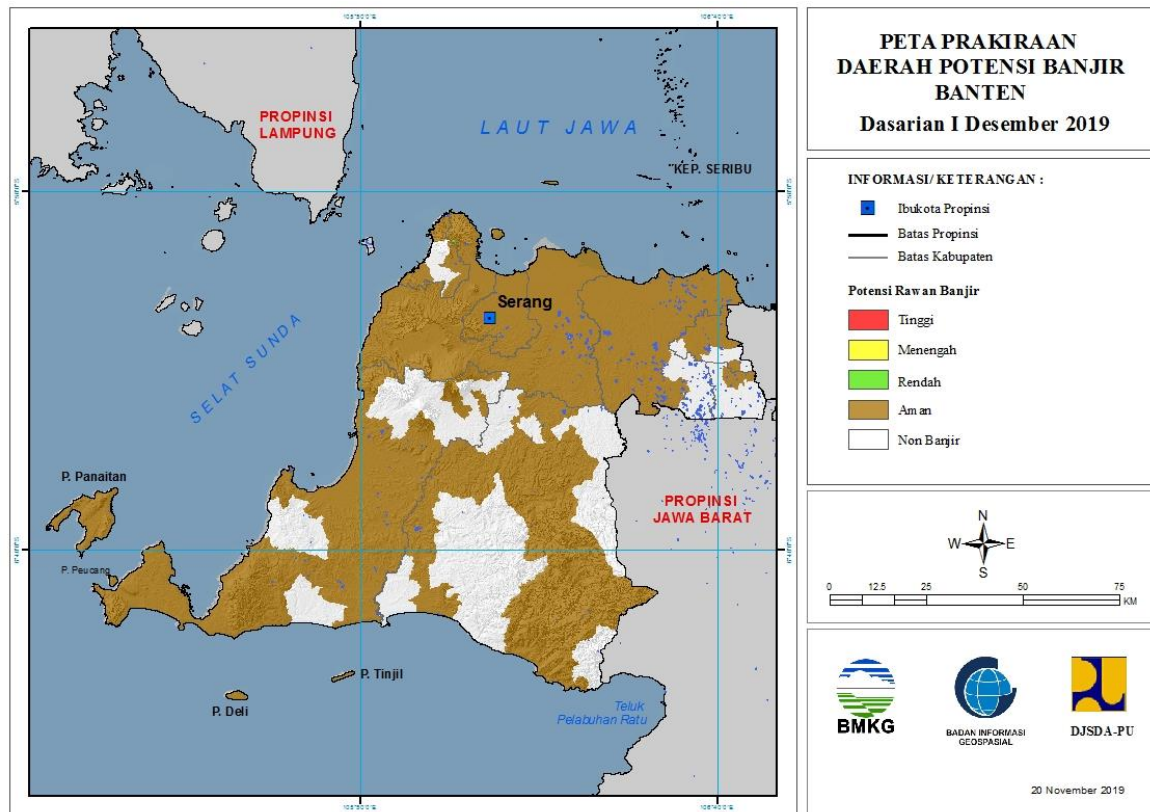 PROPINSI
LAMPUNG
LAUT JAWA
KEP. SERIBU
Serang
SELAT SUNDA
P. Panaitan
P. Peucang
PROPINSI
JAWA BARAT
P. Tinjil
P. Deli
Teluk
Pelabuhan Ratu
PETA PRAKIRAAN
DAERAH POTENSI BANJIR
BANTEN
Dasarian I Desember 2019
INFORMASI/KETERANGAN :
Ibukota Propinsi
Batas Propinsi
Batas Kabupaten
Potensi Rawan Banjir
Tinggi
Menengah
Rendah
Aman
Non Banjir
N
W E
S
0 12.5 25 50 75
KM
BMKG
BADAN INFORMASI
GEOSPASIAL
DJSDA-PU
20 November 2019